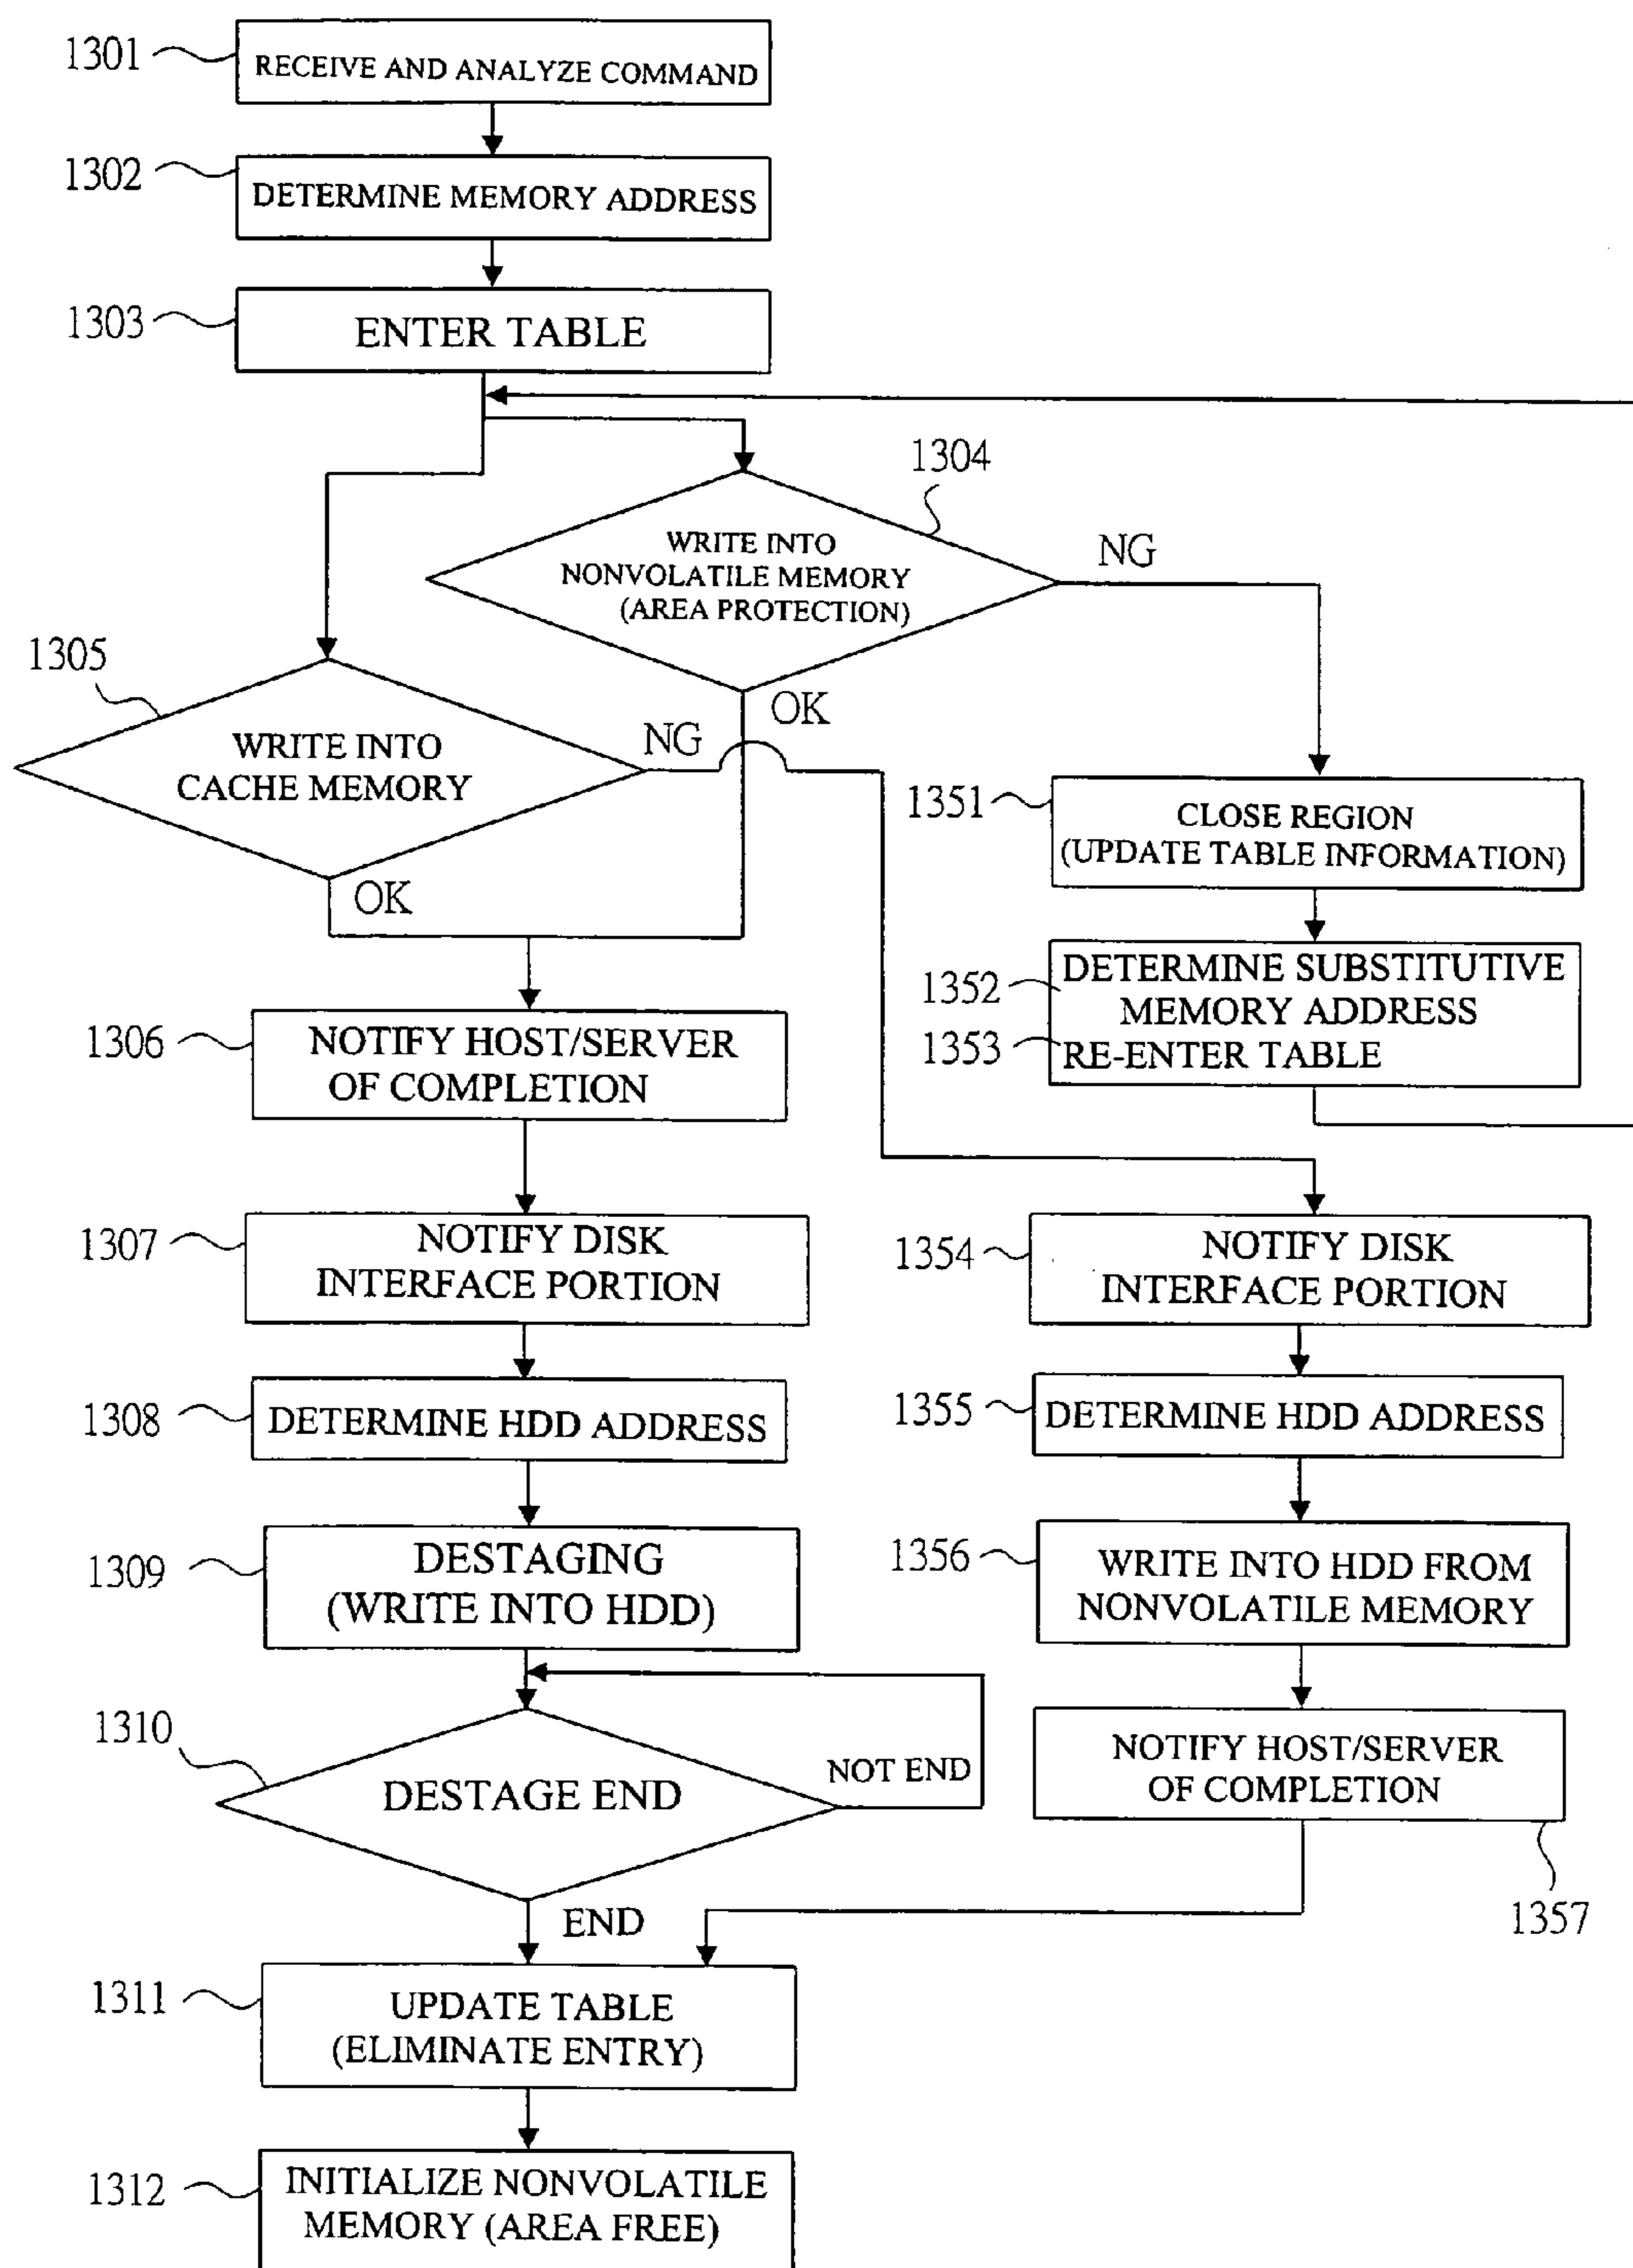 1301
RECEIVE AND ANALYZE COMMAND
1302
DETERMINE MEMORY ADDRESS
1303
ENTER TABLE
1304
WRITE INTO
NONVOLATILE MEMORY
(AREA PROTECTION)
NG
OK
1305
WRITE INTO
CACHE MEMORY
NG
OK
1351
CLOSE REGION
(UPDATE TABLE INFORMATION)
1352
DETERMINE SUBSTITUTIVE
MEMORY ADDRESS
1353
RE-ENTER TABLE
1306
NOTIFY HOST/SERVER
OF COMPLETION
1307
NOTIFY DISK
INTERFACE PORTION
1354
NOTIFY DISK
INTERFACE PORTION
1308
DETERMINE HDD ADDRESS
1355
DETERMINE HDD ADDRESS
1309
DESTAGING
(WRITE INTO HDD)
1356
WRITE INTO HDD FROM
NONVOLATILE MEMORY
1310
DESTAGE END
NOT END
END
NOTIFY HOST/SERVER
OF COMPLETION
1357
1311
UPDATE TABLE
(ELIMINATE ENTRY)
1312
INITIALIZE NONVOLATILE
MEMORY (AREA FREE)